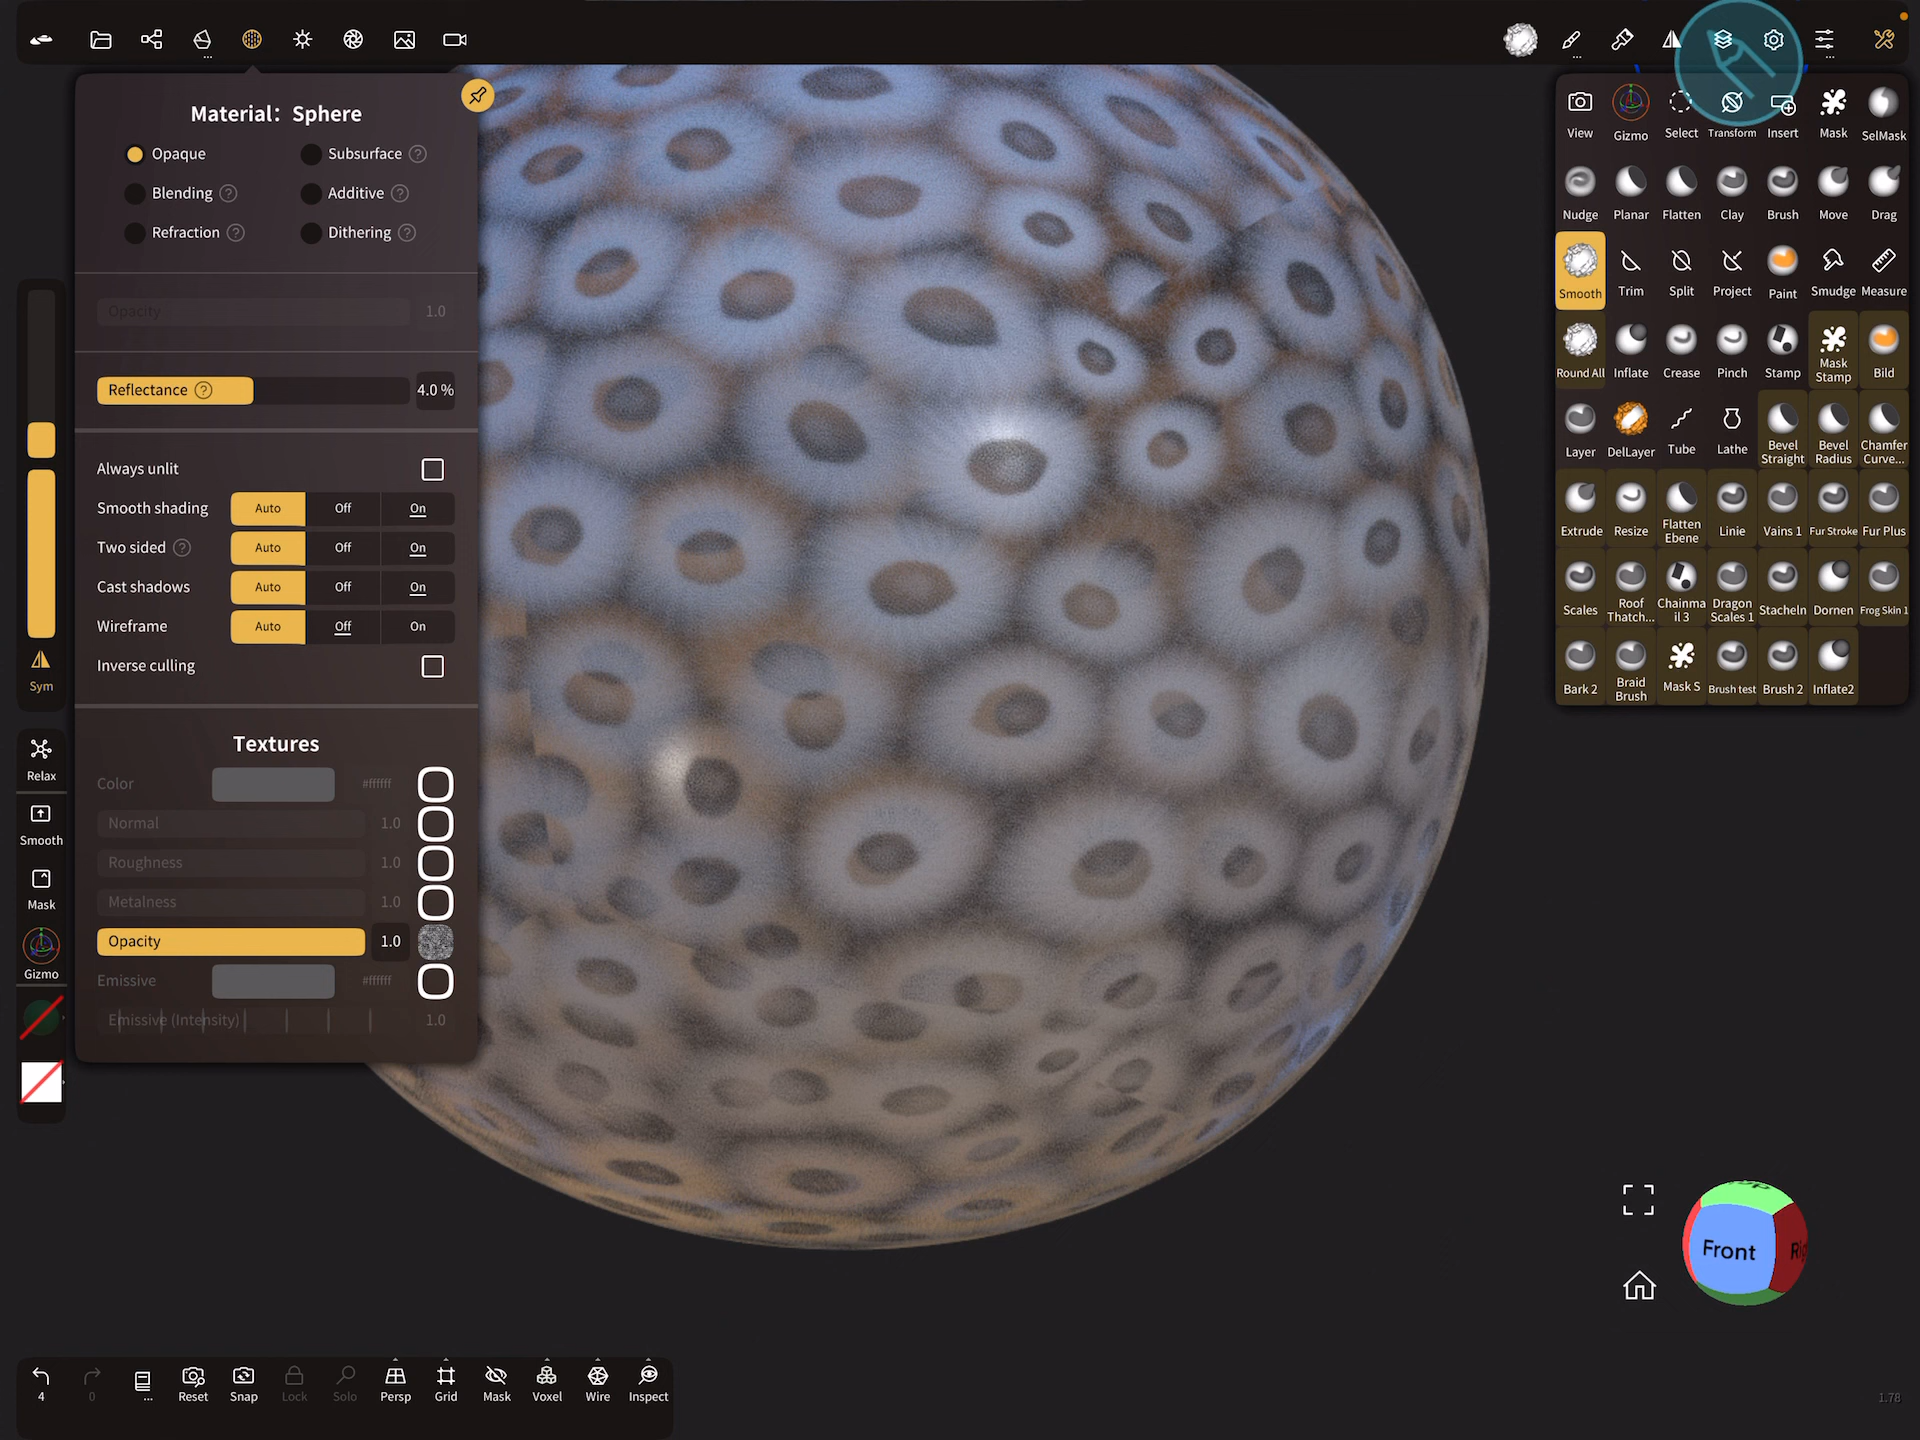 Material: Sphere
Opaque
Subsurface ?
Blending ?
Additive ?
Refraction ?
Dithering ?
Opacity 1.0
Reflectance ? 4.0 %
Always unlit
Smooth shading Auto Off On
Two sided ? Auto Off On
Cast shadows Auto Off On
Wireframe Auto Off On
Inverse culling
Textures
Color #ffffff
Normal 1.0
Roughness 1.0
Metalness 1.0
Opacity 1.0
Emissive #ffffff
Emissive (Intensity) 1.0
Sym
Relax
Smooth
Mask
Gizmo
View Gizmo Select Transform Insert Mask SelMask
Nudge Planar Flatten Clay Brush Move Drag
Smooth Trim Split Project Paint Smudge Measure
Round All Inflate Crease Pinch Stamp Mask Stamp Bild
Layer DelLayer Tube Lathe Bevel Straight Bevel Radius Chamfer Curve...
Extrude Resize Flatten Ebene Linie Vains 1 Fur Stroke Fur Plus
Scales Roof Thatch... Chainma il 3 Dragon Scales 1 Stacheln Dornen Frog Skin 1
Bark 2 Braid Brush Mask S Brush test Brush 2 Inflate2
Front
4 0 ... Reset Snap Lock Solo Persp Grid Mask Voxel Wire Inspect
1.78